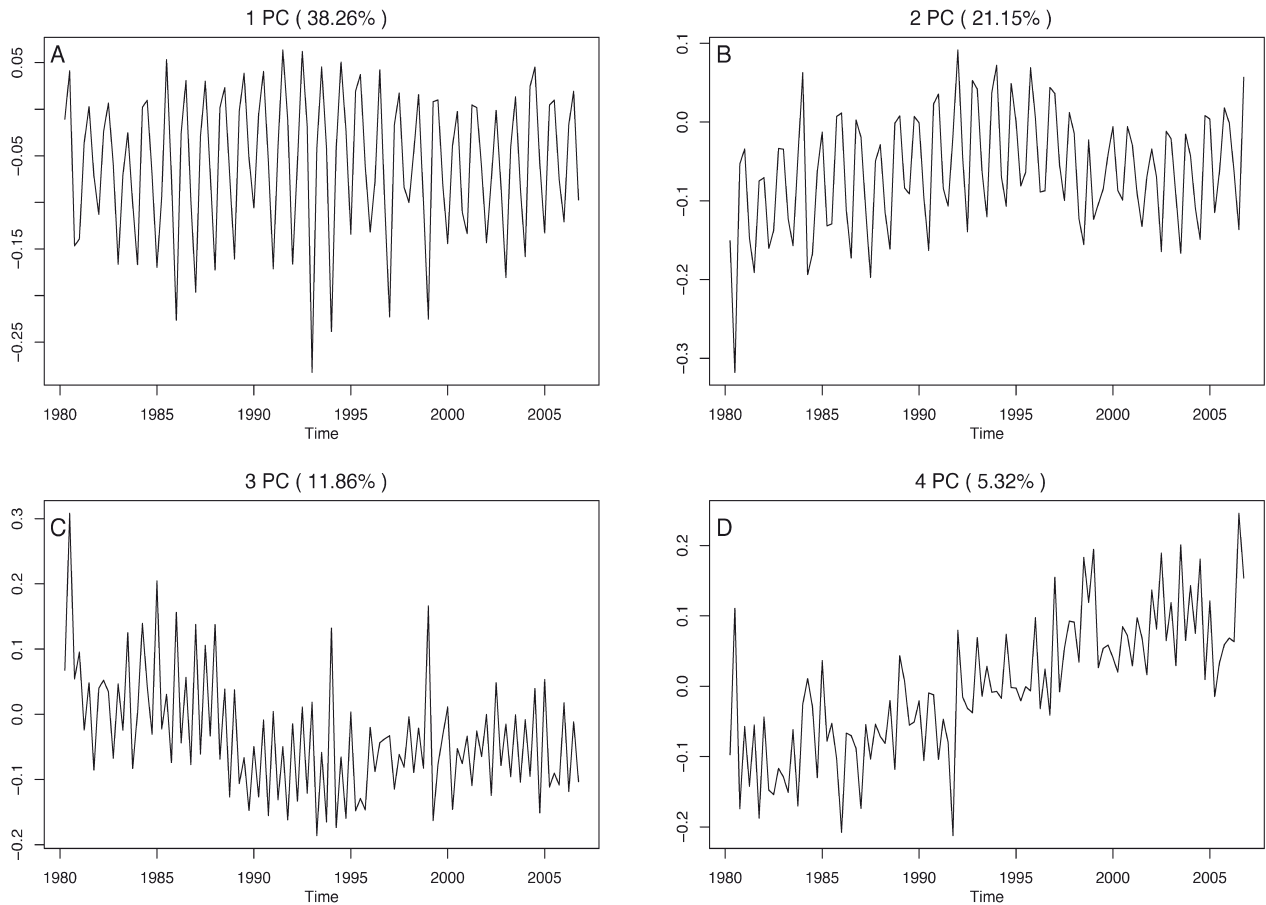 1 PC ( 38.26% )
A
0.05
−0.05
−0.15
−0.25
1980 1985 1990 1995 2000 2005
Time
2 PC ( 21.15% )
B
0.1
0.0
−0.1
−0.2
−0.3
1980 1985 1990 1995 2000 2005
Time
3 PC ( 11.86% )
C
0.3
0.2
0.1
0.0
−0.1
−0.2
1980 1985 1990 1995 2000 2005
Time
4 PC ( 5.32% )
D
0.2
0.1
0.0
−0.1
−0.2
1980 1985 1990 1995 2000 2005
Time